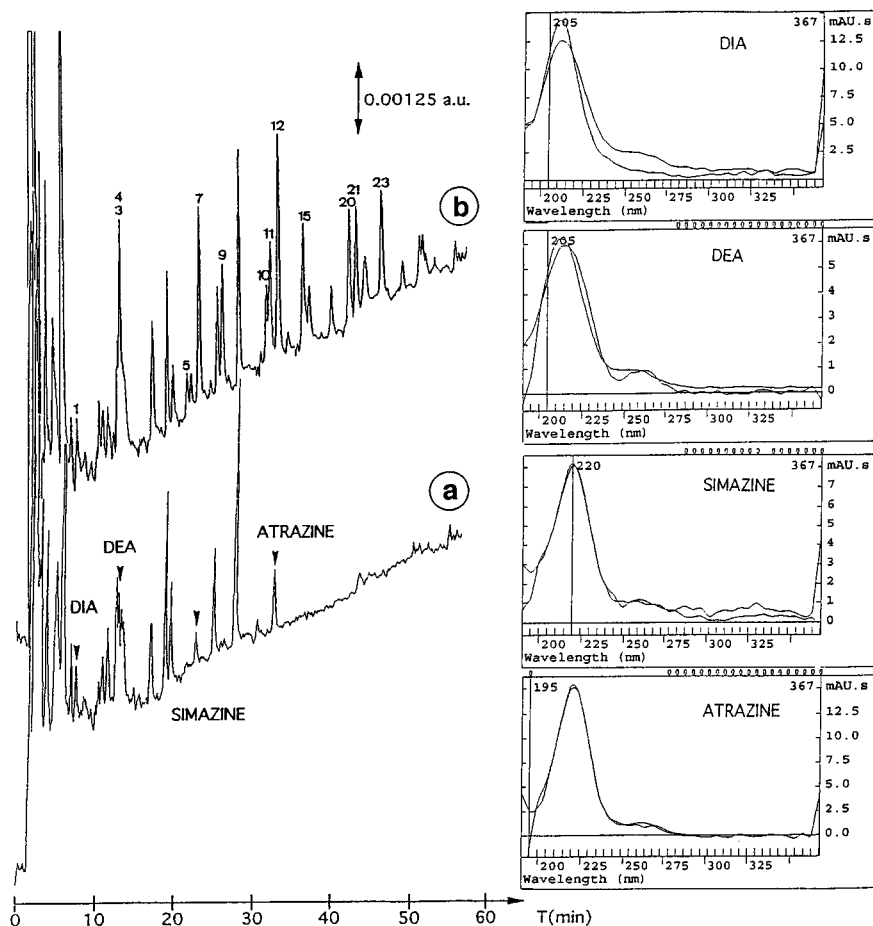 0.00125 a.u.
12
4
3
7
20
21
23
15
11
9
10
b
5
1
a
ATRAZINE
DEA
DIA
SIMAZINE
0 10 20 30 40 50 60 T(min)
205 367 mAU.s
DIA
12.5
10.0
7.5
5.0
2.5
200 225 250 275 300 325
Wavelength (nm)
205 367 mAU.s
DEA
5
4
3
2
1
0
200 225 250 275 300 325
Wavelength (nm)
220 367 mAU.s
SIMAZINE
7
6
5
4
3
2
1
0
200 225 250 275 300 325
Wavelength (nm)
195 367 mAU.s
ATRAZINE
12.5
10.0
7.5
5.0
2.5
0.0
200 225 250 275 300 325
Wavelength (nm)